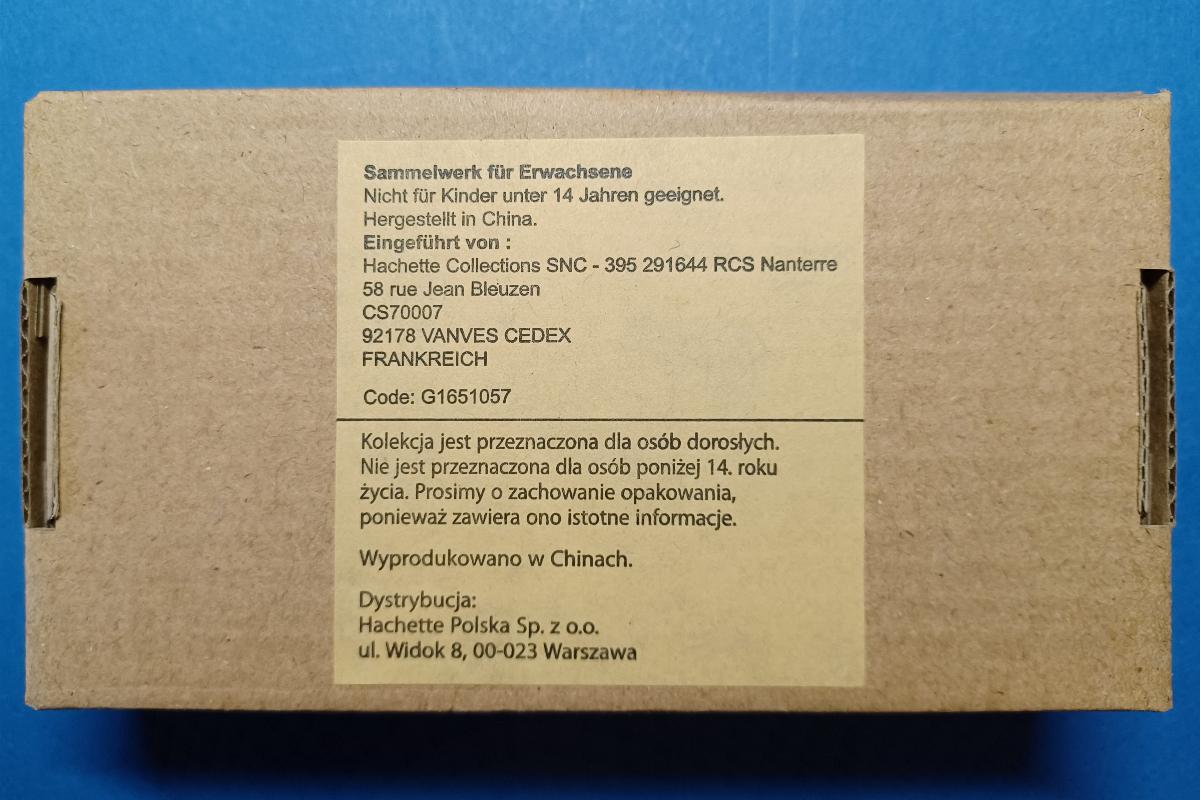 Sammelwerk für Erwachsene
Nicht für Kinder unter 14 Jahren geeignet.
Hergestellt in China.
Eingeführt von :
Hachette Collections SNC - 395 291644 RCS Nanterre
58 rue Jean Bleuzen
CS70007
92178 VANVES CEDEX
FRANKREICH
Code: G1651057
Kolekcja jest przeznaczona dla osób dorosłych.
Nie jest przeznaczona dla osób poniżej 14. roku
życia. Prosimy o zachowanie opakowania,
ponieważ zawiera ono istotne informacje.
Wyprodukowano w Chinach.
Dystrybucja:
Hachette Polska Sp. z o.o.
ul. Widok 8, 00-023 Warszawa